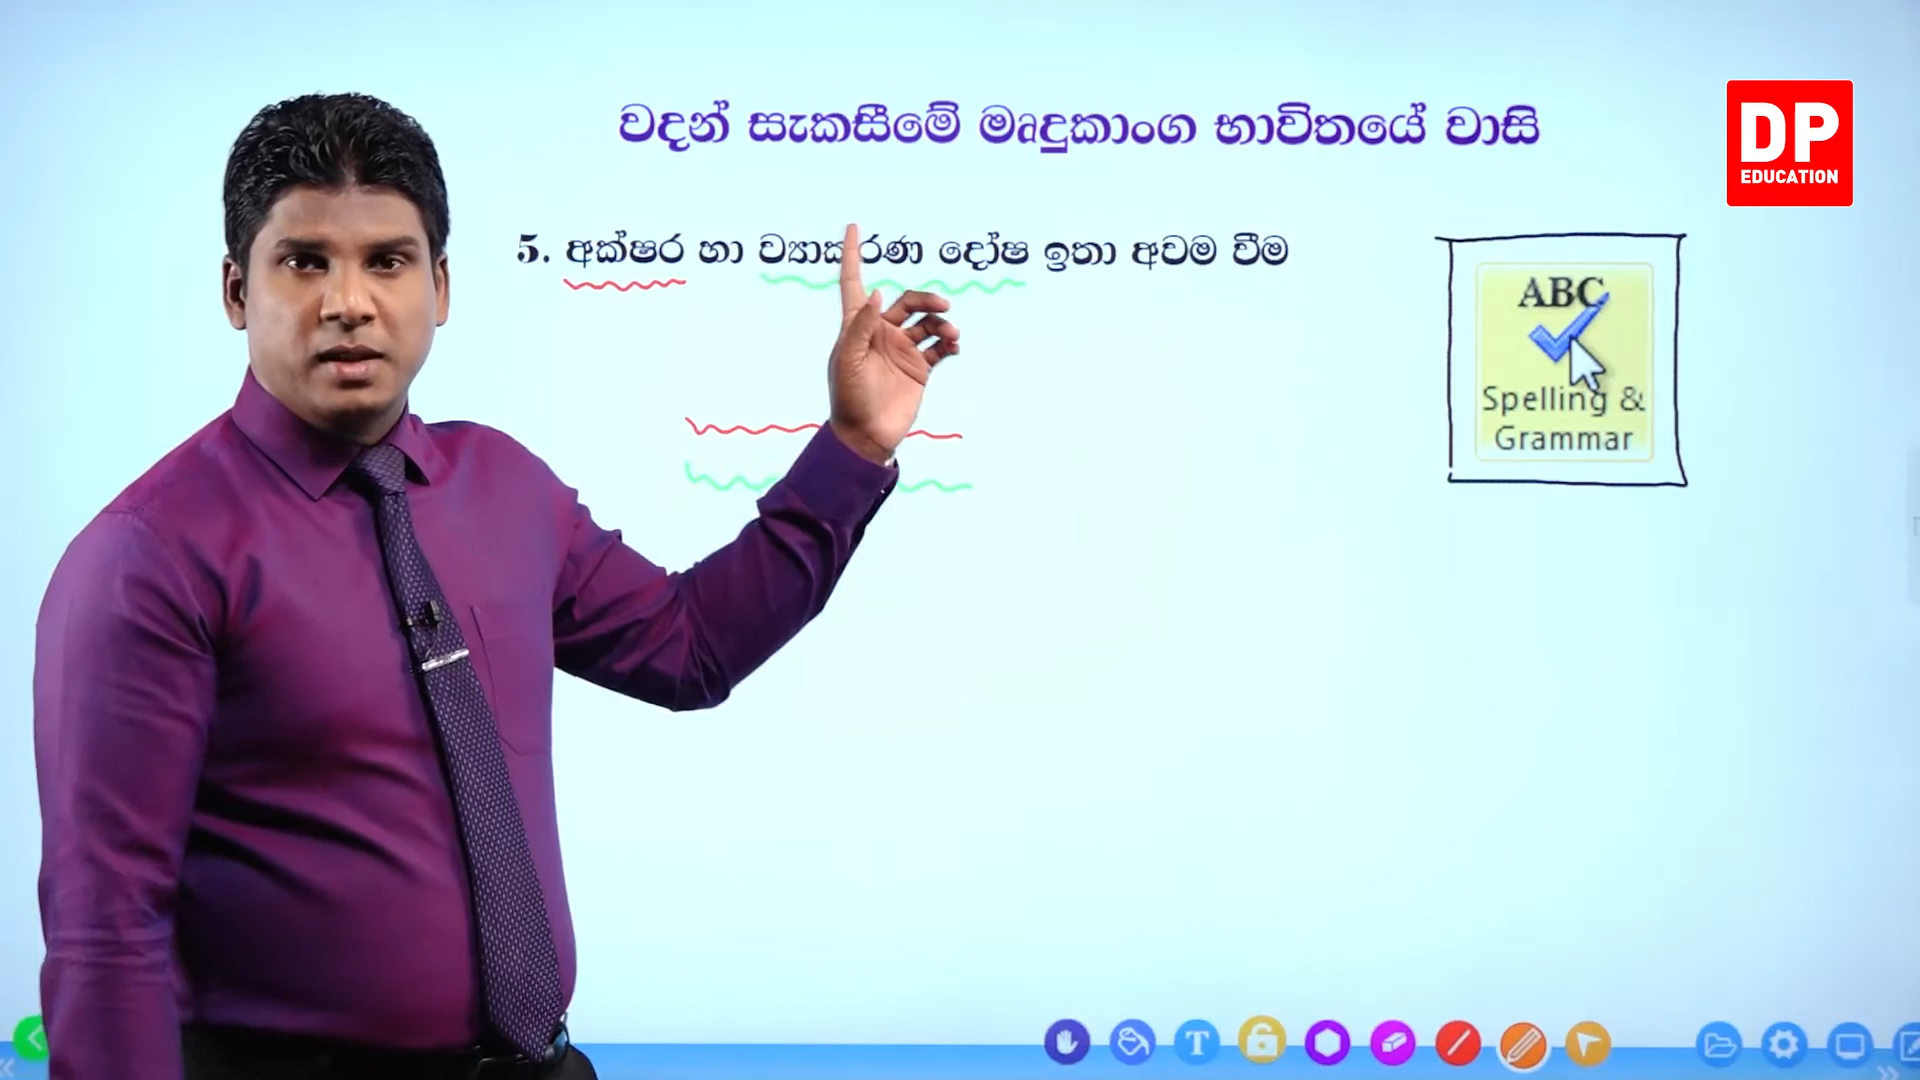 වදන් සැකසීමේ මෘදුකාංග භාවිතයේ වාසි
DP
EDUCATION
5. අක්ෂර හා ව්‍යාකරණ දෝෂ ඉතා අවම වීම
ABC
Spelling &
Grammar
T